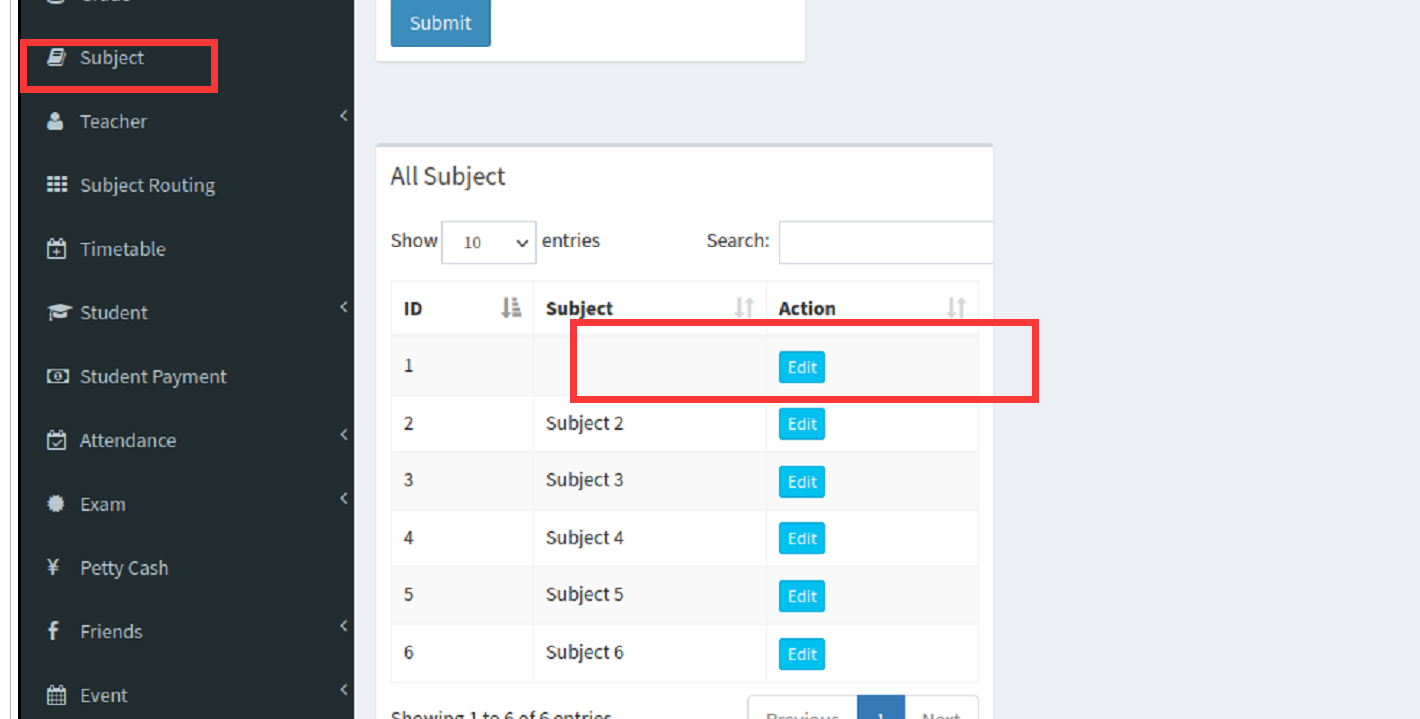 Submit
Subject
Teacher
Subject Routing
Timetable
Student
Student Payment
Attendance
Exam
Petty Cash
Friends
Event
All Subject
Show 10 entries Search:
ID Subject Action
1 Edit
2 Subject 2 Edit
3 Subject 3 Edit
4 Subject 4 Edit
5 Subject 5 Edit
6 Subject 6 Edit
Showing 1 to 6 of 6 entries Previous 1 Next